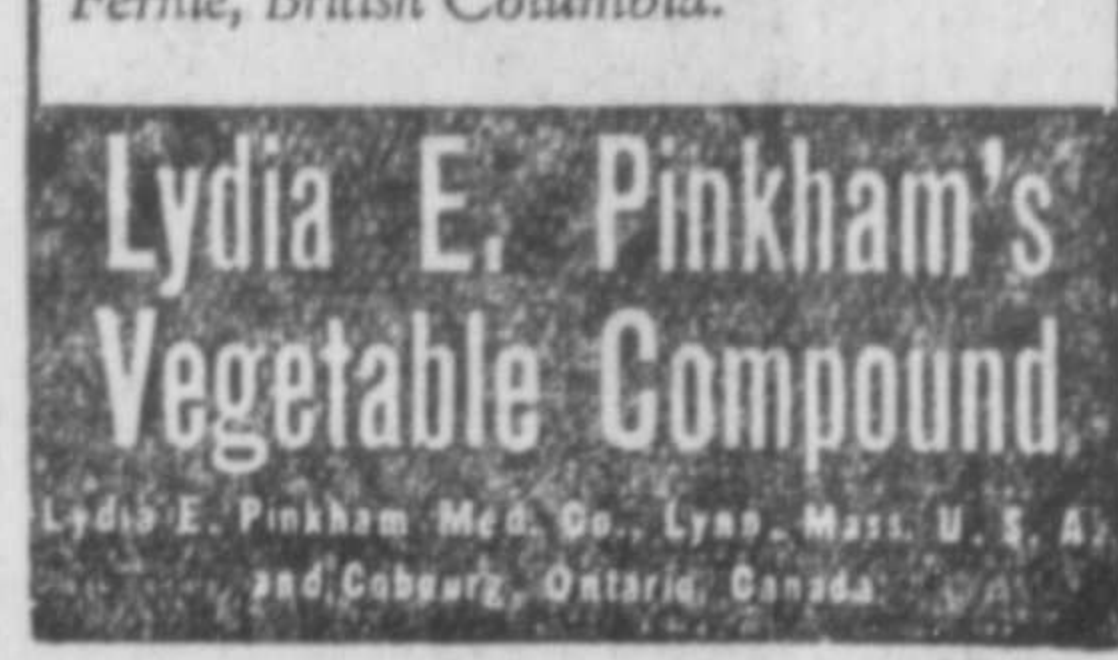 Fernie, British Columbia.
Lydia E. Pinkham's
Vegetable Compound
Lydia E. Pinkham Med. Co., Lynn, Mass. U. S. A.
and Cobourg, Ontario, Canada